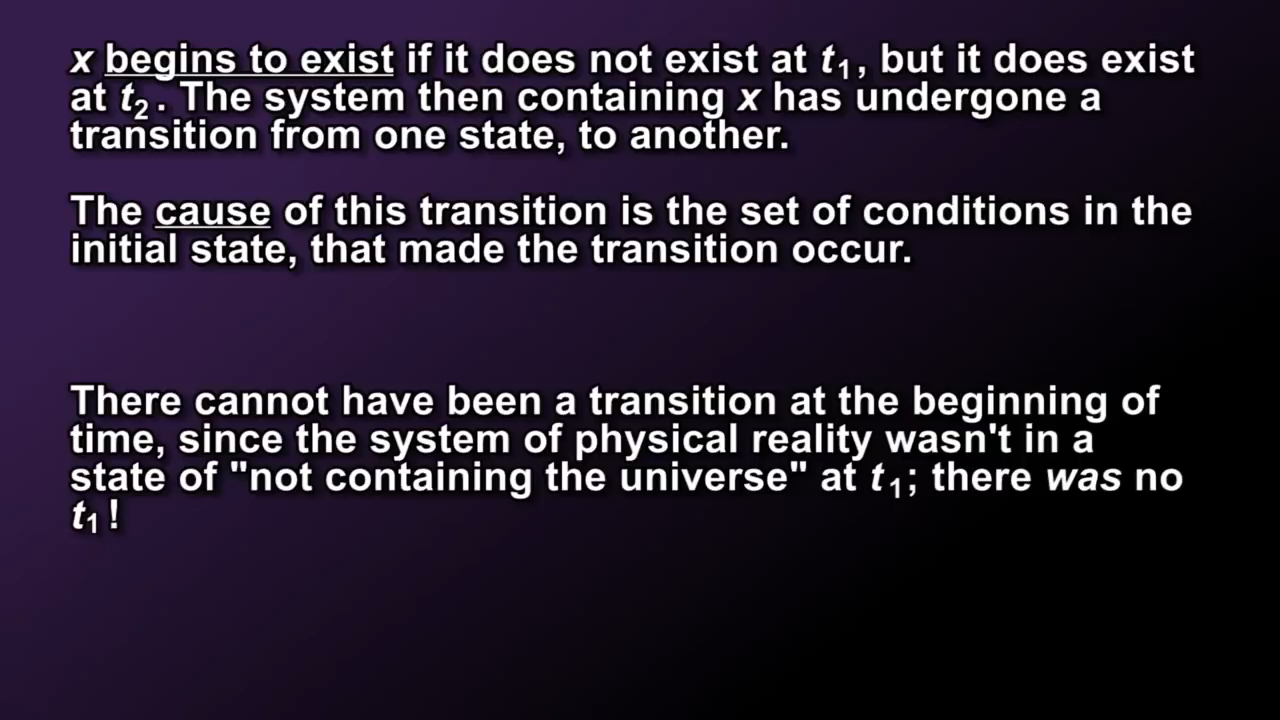 x begins to exist if it does not exist at t₁, but it does exist
at t₂. The system then containing x has undergone a
transition from one state, to another.
The cause of this transition is the set of conditions in the
initial state, that made the transition occur.
There cannot have been a transition at the beginning of
time, since the system of physical reality wasn't in a
state of "not containing the universe" at t₁; there was no
t₁!